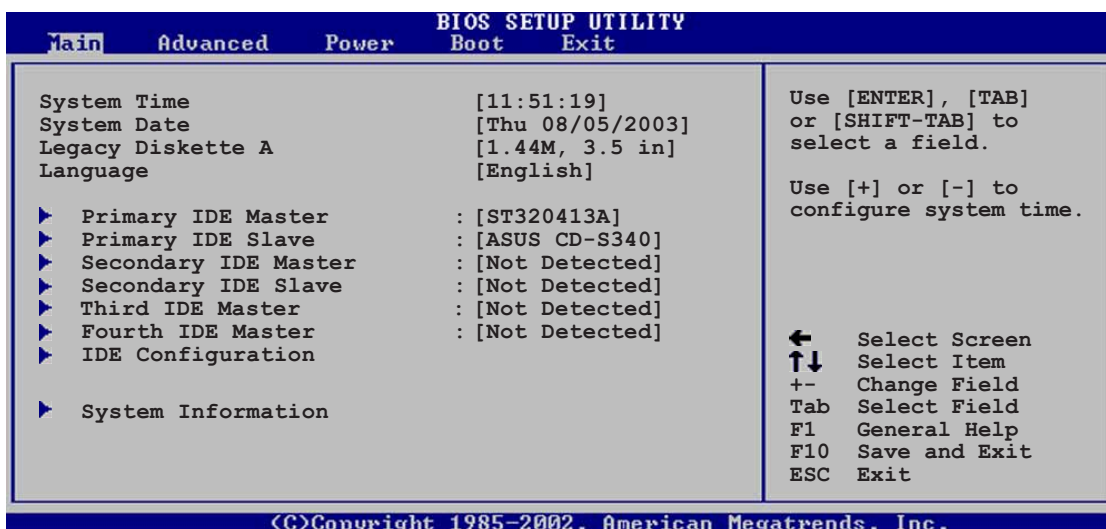 BIOS SETUP UTILITY
Main Advanced Power Boot Exit
System Time [11:51:19]
System Date [Thu 08/05/2003]
Legacy Diskette A [1.44M, 3.5 in]
Language [English]
Primary IDE Master : [ST320413A]
Primary IDE Slave : [ASUS CD-S340]
Secondary IDE Master : [Not Detected]
Secondary IDE Slave : [Not Detected]
Third IDE Master : [Not Detected]
Fourth IDE Master : [Not Detected]
IDE Configuration
System Information
Use [ENTER], [TAB]
or [SHIFT-TAB] to
select a field.
Use [+] or [-] to
configure system time.
← Select Screen
↑↓ Select Item
+- Change Field
Tab Select Field
F1 General Help
F10 Save and Exit
ESC Exit
(C)Copyright 1985-2002, American Megatrends, Inc.